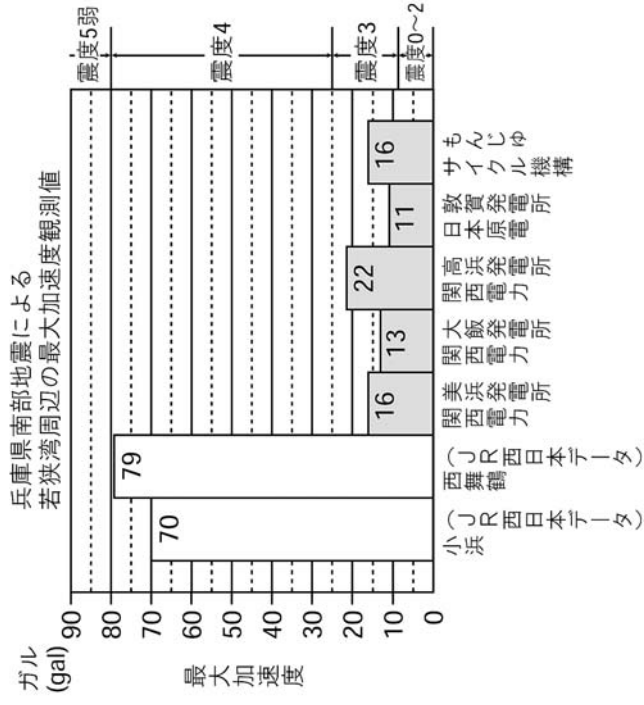 兵庫県南部地震による
若狭湾周辺の最大加速度観測値
ガル
(gal)
最大加速度
90
80
70
60
50
40
30
20
10
0
震度5弱
震度4
震度3
震度0～2
70
79
16
13
22
11
16
小浜
(JR西日本データ)
西舞鶴
(JR西日本データ)
関西電力
美浜発電所
関西電力
大飯発電所
関西電力
高浜発電所
日本原電
敦賀発電所
サイクル機構
もんじゅ